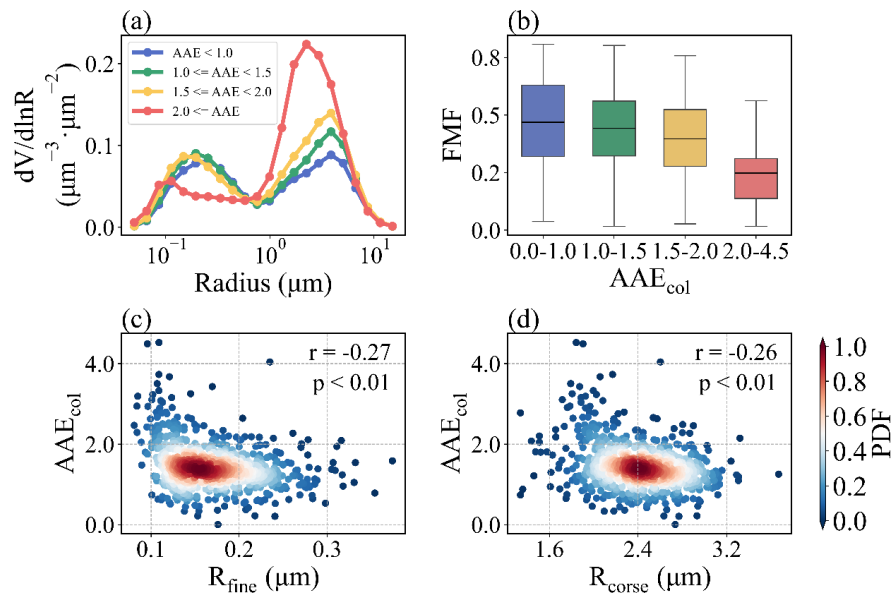 (a)
dV/dlnR
(μm⁻³·μm⁻²)
0.2
0.1
0.0
AAE < 1.0
1.0 <= AAE < 1.5
1.5 <= AAE < 2.0
2.0 <= AAE
10⁻¹ 10⁰ 10¹
Radius (μm)
(b)
FMF
0.8
0.5
0.2
0.0
0.0-1.0 1.0-1.5 1.5-2.0 2.0-4.5
AAE_col
(c)
r = -0.27
p < 0.01
AAE_col
4.0
2.0
0.0
0.1 0.2 0.3
R_fine (μm)
(d)
r = -0.26
p < 0.01
AAE_col
4.0
2.0
0.0
1.6 2.4 3.2
R_corse (μm)
1.0
0.8
0.6
0.4
0.2
0.0
PDF